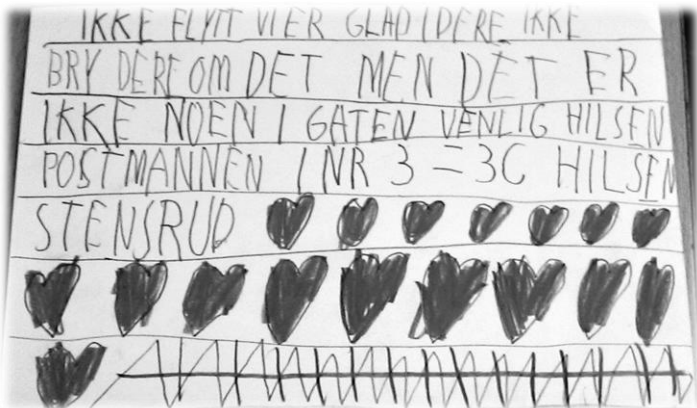 IKKE FLYTT VI ER GLAD I DERE IKKE
BRY DERE OM DET MEN DET ER
IKKE NOEN I GATEN VENLIG HILSEN
POSTMANNEN I NR 3 = 3C HILSEN
STENSRUD